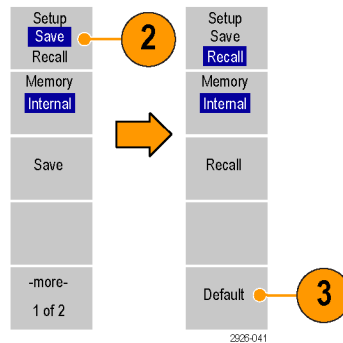 Setup
Save
Recall
Memory
Internal
Save
-more-
1 of 2
2
Setup
Save
Recall
Memory
Internal
Recall
Default
3
2926-041